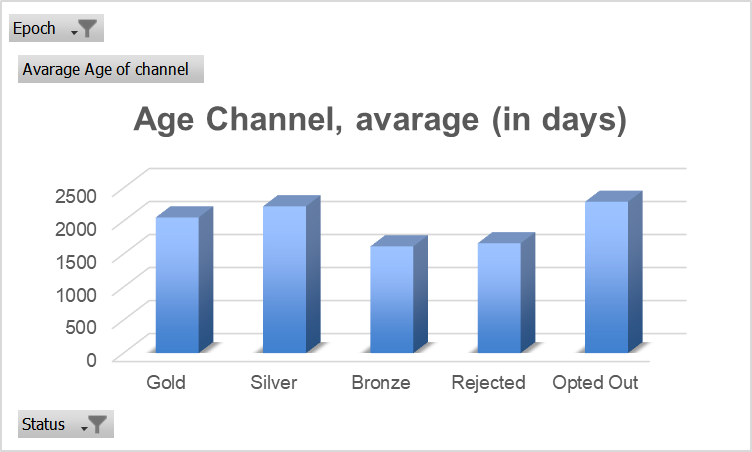 Epoch
Avarage Age of channel
Age Channel, avarage (in days)
2500
2000
1500
1000
500
0
Gold Silver Bronze Rejected Opted Out
Status